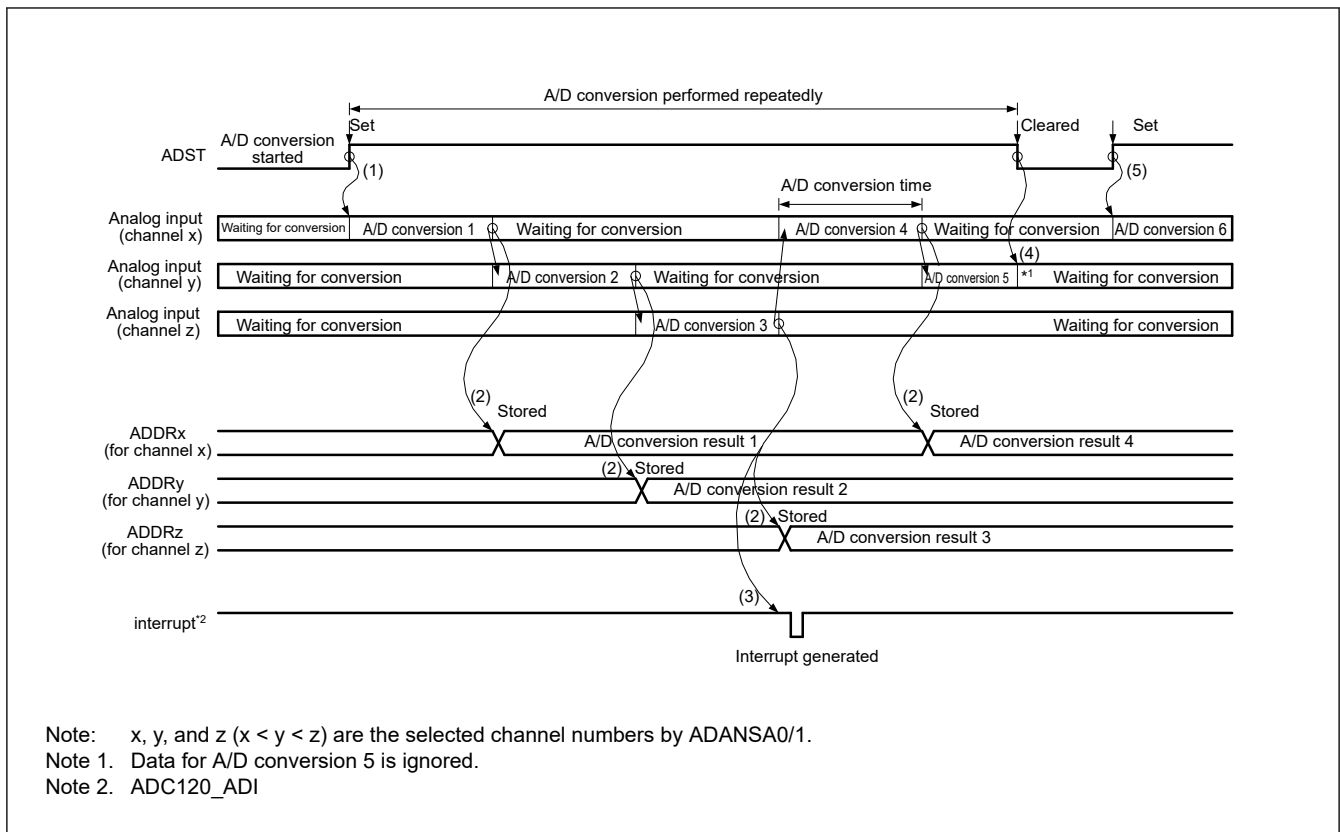 A/D conversion performed repeatedly
Set
Cleared
Set
A/D conversion
started
ADST
(1)
(5)
A/D conversion time
Analog input
(channel x)
Waiting for conversion
A/D conversion 1
Waiting for conversion
A/D conversion 4
Waiting for conversion
A/D conversion 6
(4)
Analog input
(channel y)
Waiting for conversion
A/D conversion 2
Waiting for conversion
A/D conversion 5
*1
Waiting for conversion
Analog input
(channel z)
Waiting for conversion
A/D conversion 3
Waiting for conversion
(2)
Stored
(2)
Stored
ADDRx
(for channel x)
A/D conversion result 1
A/D conversion result 4
(2)
Stored
ADDRy
(for channel y)
A/D conversion result 2
(2)
Stored
ADDRz
(for channel z)
A/D conversion result 3
(3)
interrupt*2
Interrupt generated
Note: x, y, and z (x < y < z) are the selected channel numbers by ADANSA0/1.
Note 1. Data for A/D conversion 5 is ignored.
Note 2. ADC120_ADI